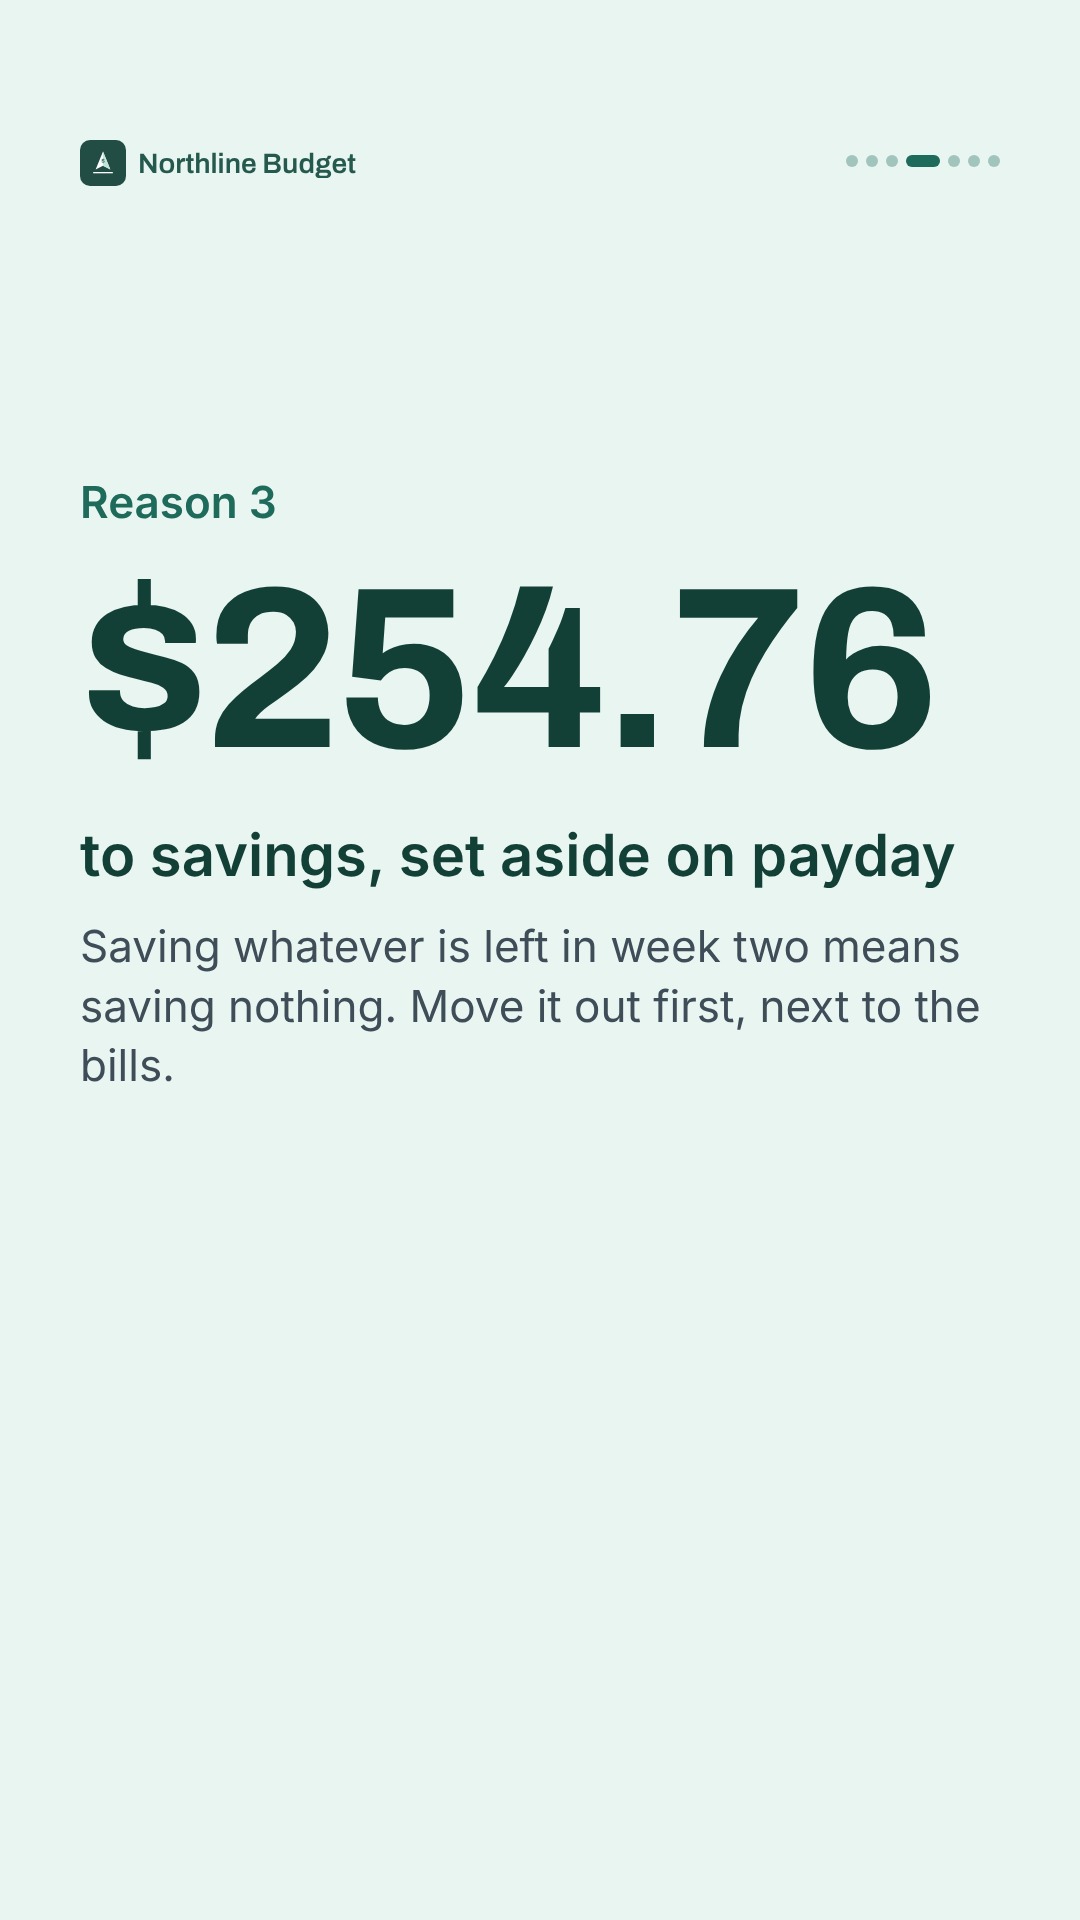 Northline Budget
Reason 3
$254.76
to savings, set aside on payday
Saving whatever is left in week two means
saving nothing. Move it out first, next to the
bills.